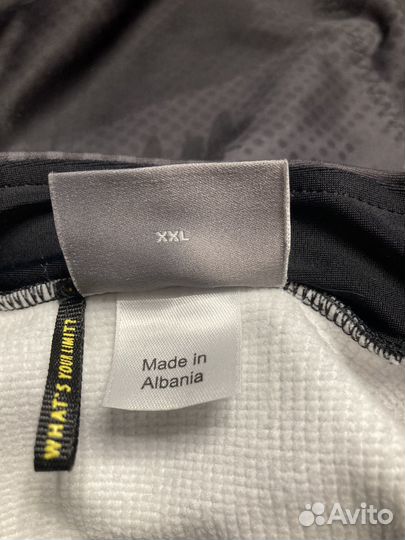 XXL
Made in
Albania
WHAT'S YOUR LIMIT?
Avito